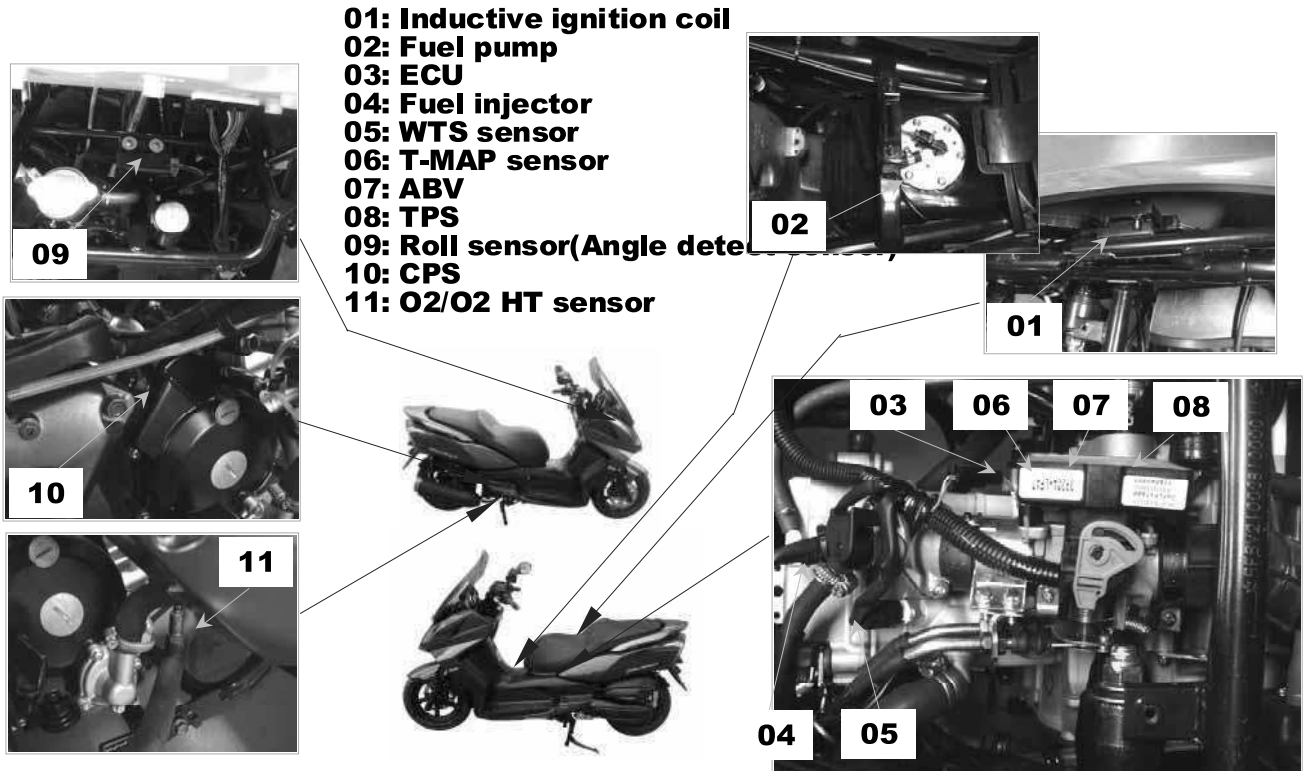 01: Inductive ignition coil
02: Fuel pump
03: ECU
04: Fuel injector
05: WTS sensor
06: T-MAP sensor
07: ABV
08: TPS
09: Roll sensor(Angle detect sensor)
10: CPS
11: O2/O2 HT sensor
09
02
01
10
03 06 07 08
11
04 05